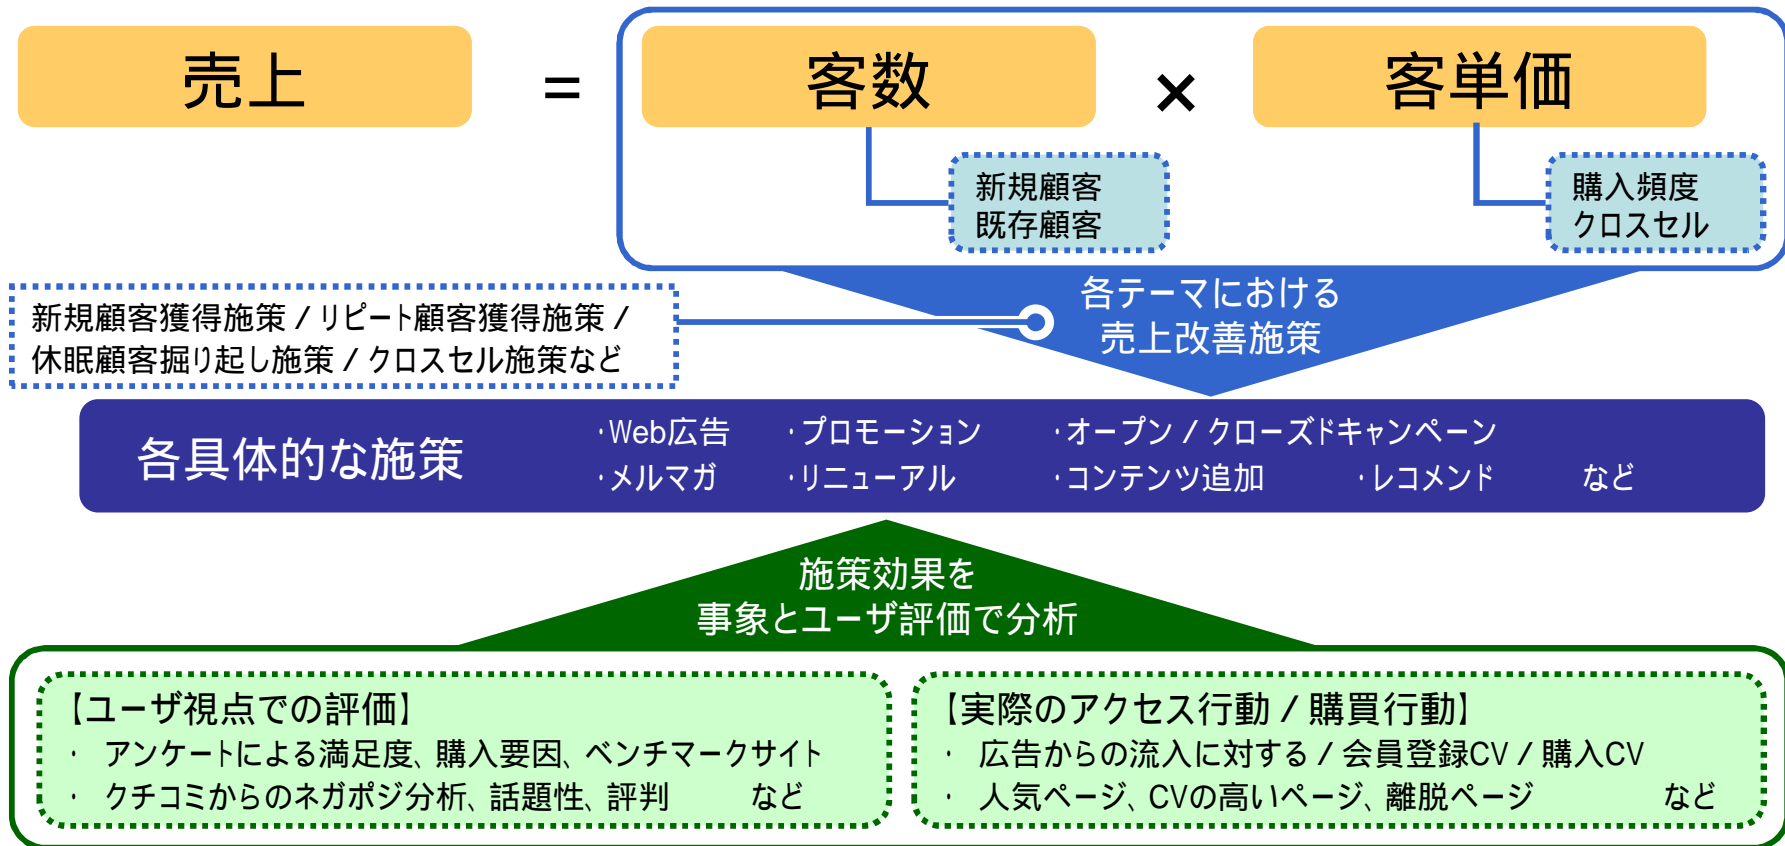 売上 = 客数 × 客単価
新規顧客
既存顧客
購入頻度
クロスセル
各テーマにおける
売上改善施策
新規顧客獲得施策 / リピート顧客獲得施策 /
休眠顧客掘り起し施策 / クロスセル施策など
各具体的な施策
・Web広告 ・プロモーション ・オープン / クローズドキャンペーン
・メルマガ ・リニューアル ・コンテンツ追加 ・レコメンド など
施策効果を
事象とユーザ評価で分析
【ユーザ視点での評価】
・ アンケートによる満足度、購入要因、ベンチマークサイト
・ クチコミからのネガポジ分析、話題性、評判 など
【実際のアクセス行動 / 購買行動】
・ 広告からの流入に対する / 会員登録CV / 購入CV
・ 人気ページ、CVの高いページ、離脱ページ など